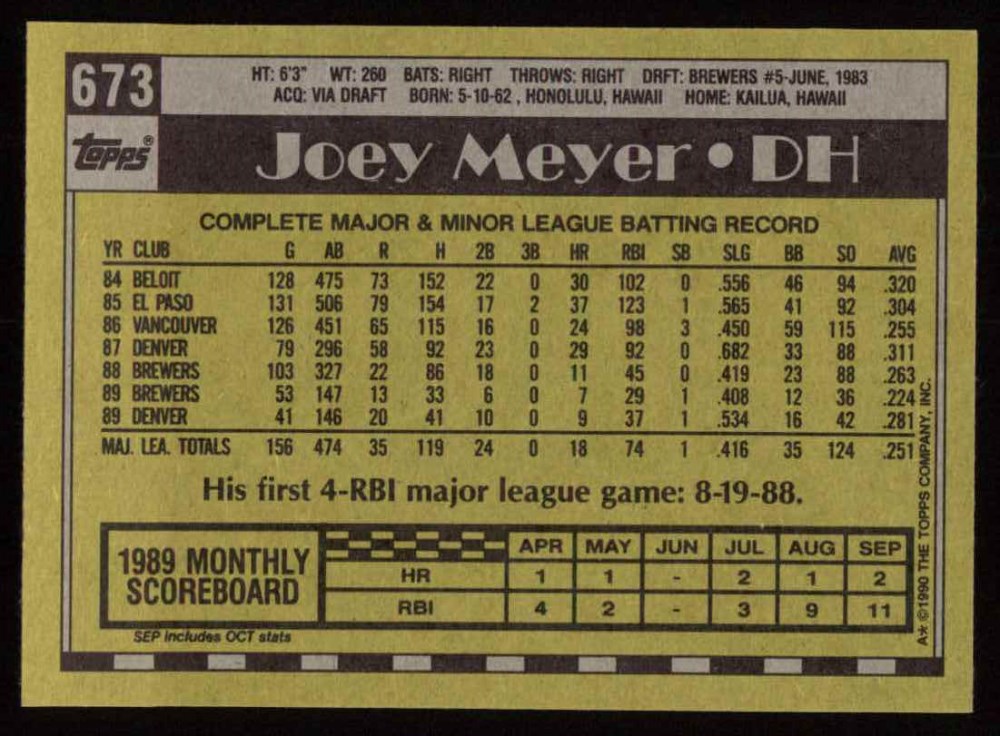 673
HT: 6'3" WT: 260 BATS: RIGHT THROWS: RIGHT DRFT: BREWERS #5-JUNE, 1983
ACQ: VIA DRAFT BORN: 5-10-62, HONOLULU, HAWAII HOME: KAILUA, HAWAII
topps®
Joey Meyer • DH
COMPLETE MAJOR & MINOR LEAGUE BATTING RECORD
YR CLUB G AB R H 2B 3B HR RBI SB SLG BB SO AVG
84 BELOIT 128 475 73 152 22 0 30 102 0 .556 46 94 .320
85 EL PASO 131 506 79 154 17 2 37 123 1 .565 41 92 .304
86 VANCOUVER 126 451 65 115 16 0 24 98 3 .450 59 115 .255
87 DENVER 79 296 58 92 23 0 29 92 0 .682 33 88 .311
88 BREWERS 103 327 22 86 18 0 11 45 0 .419 23 88 .263
89 BREWERS 53 147 13 33 6 0 7 29 1 .408 12 36 .224
89 DENVER 41 146 20 41 10 0 9 37 1 .534 16 42 .281
MAJ. LEA. TOTALS 156 474 35 119 24 0 18 74 1 .416 35 124 .251
His first 4-RBI major league game: 8-19-88.
1989 MONTHLY
SCOREBOARD
APR MAY JUN JUL AUG SEP
HR 1 1 - 2 1 2
RBI 4 2 - 3 9 11
SEP includes OCT stats
A* ©1990 THE TOPPS COMPANY, INC.